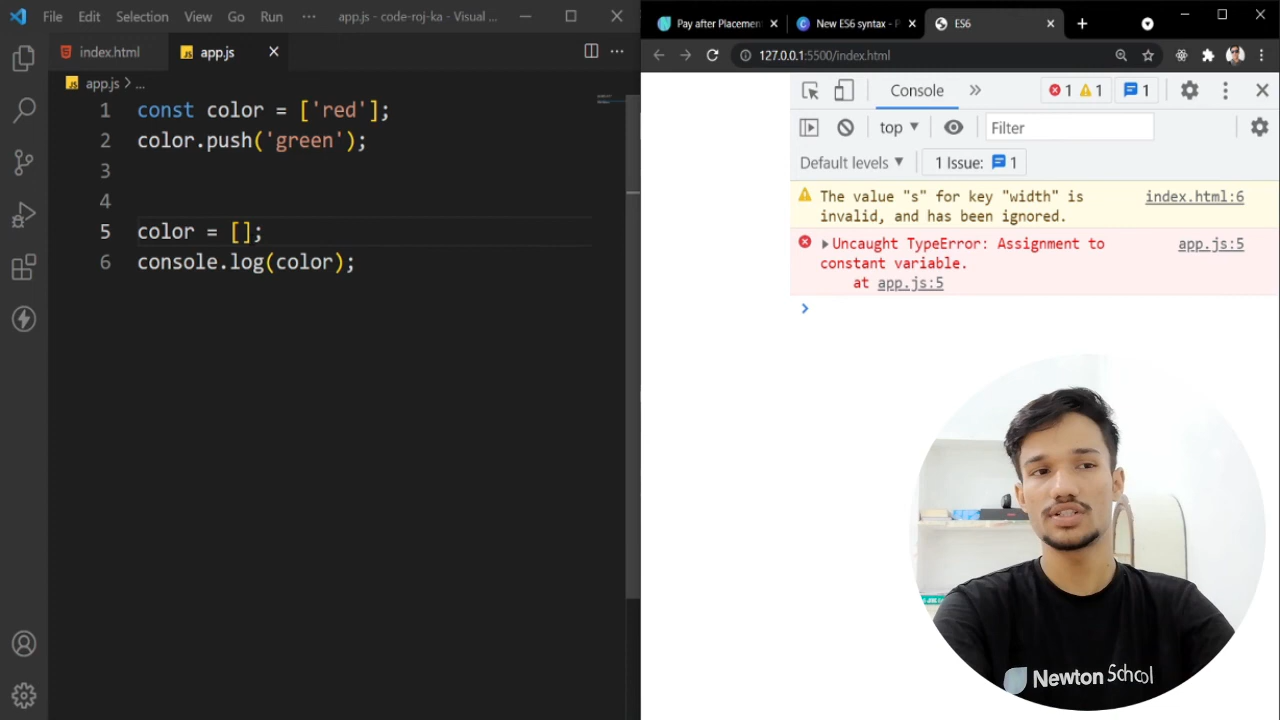 File Edit Selection View Go Run ··· app.js - code-roj-ka - Visual ...
index.html app.js
app.js > ...
1 const color = ['red'];
2 color.push('green');
3
4
5 color = [];
6 console.log(color);
Pay after Placemen New ES6 syntax - P ES6
127.0.0.1:5500/index.html
Console » 1 1 1
top Filter
Default levels 1 Issue: 1
The value "s" for key "width" is index.html:6
invalid, and has been ignored.
Uncaught TypeError: Assignment to app.js:5
constant variable.
at app.js:5
Newton School